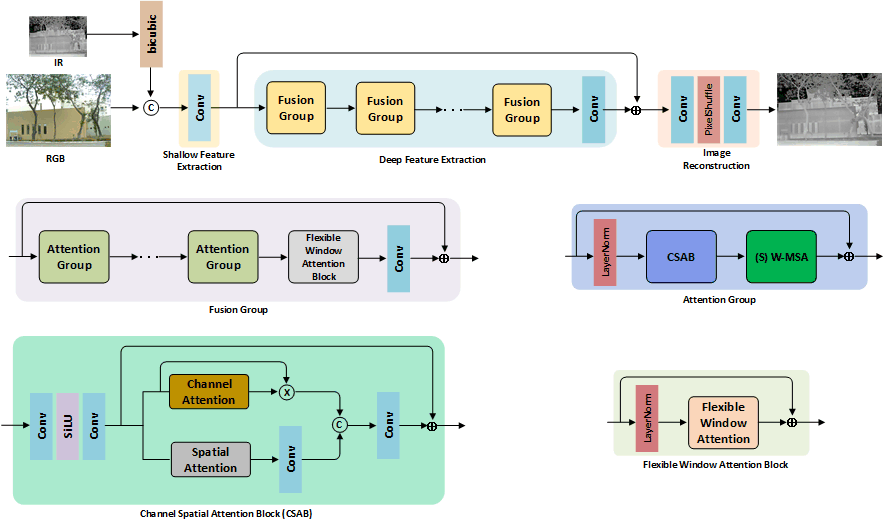 IR
bicubic
RGB
C
Conv
Shallow Feature
Extraction
Fusion
Group
Fusion
Group
Fusion
Group
Conv
Deep Feature Extraction
Conv
PixelShuffle
Conv
Image
Reconstruction
Attention
Group
Attention
Group
Flexible
Window
Attention
Block
Conv
Fusion Group
LayerNorm
CSAB
(S) W-MSA
Attention Group
Conv
SiLU
Conv
Channel
Attention
X
Spatial
Attention
Conv
C
Conv
Channel Spatial Attention Block (CSAB)
LayerNorm
Flexible
Window
Attention
Flexible Window Attention Block